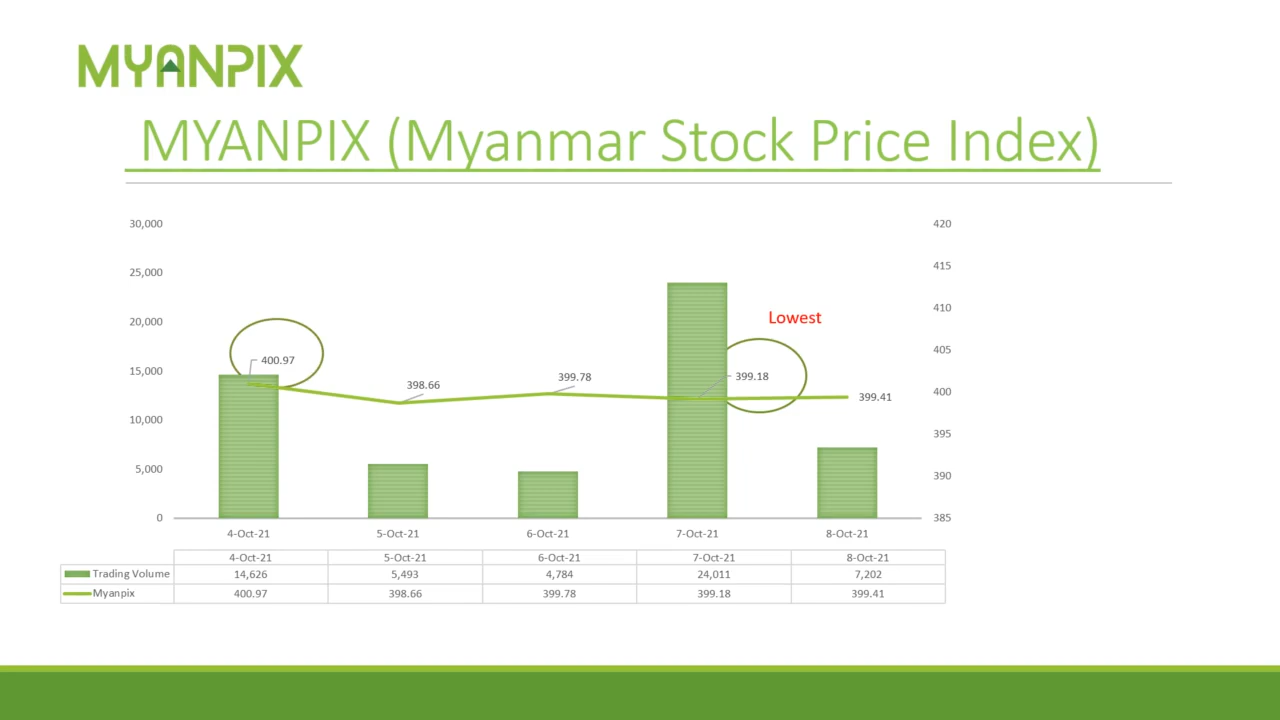 MYANPIX
MYANPIX (Myanmar Stock Price Index)
30,000
25,000
20,000
15,000
10,000
5,000
0
420
415
410
405
400
395
390
385
Lowest
400.97
398.66
399.78
399.18
399.41
4-Oct-21 5-Oct-21 6-Oct-21 7-Oct-21 8-Oct-21
4-Oct-21 5-Oct-21 6-Oct-21 7-Oct-21 8-Oct-21
Trading Volume 14,626 5,493 4,784 24,011 7,202
Myanpix 400.97 398.66 399.78 399.18 399.41